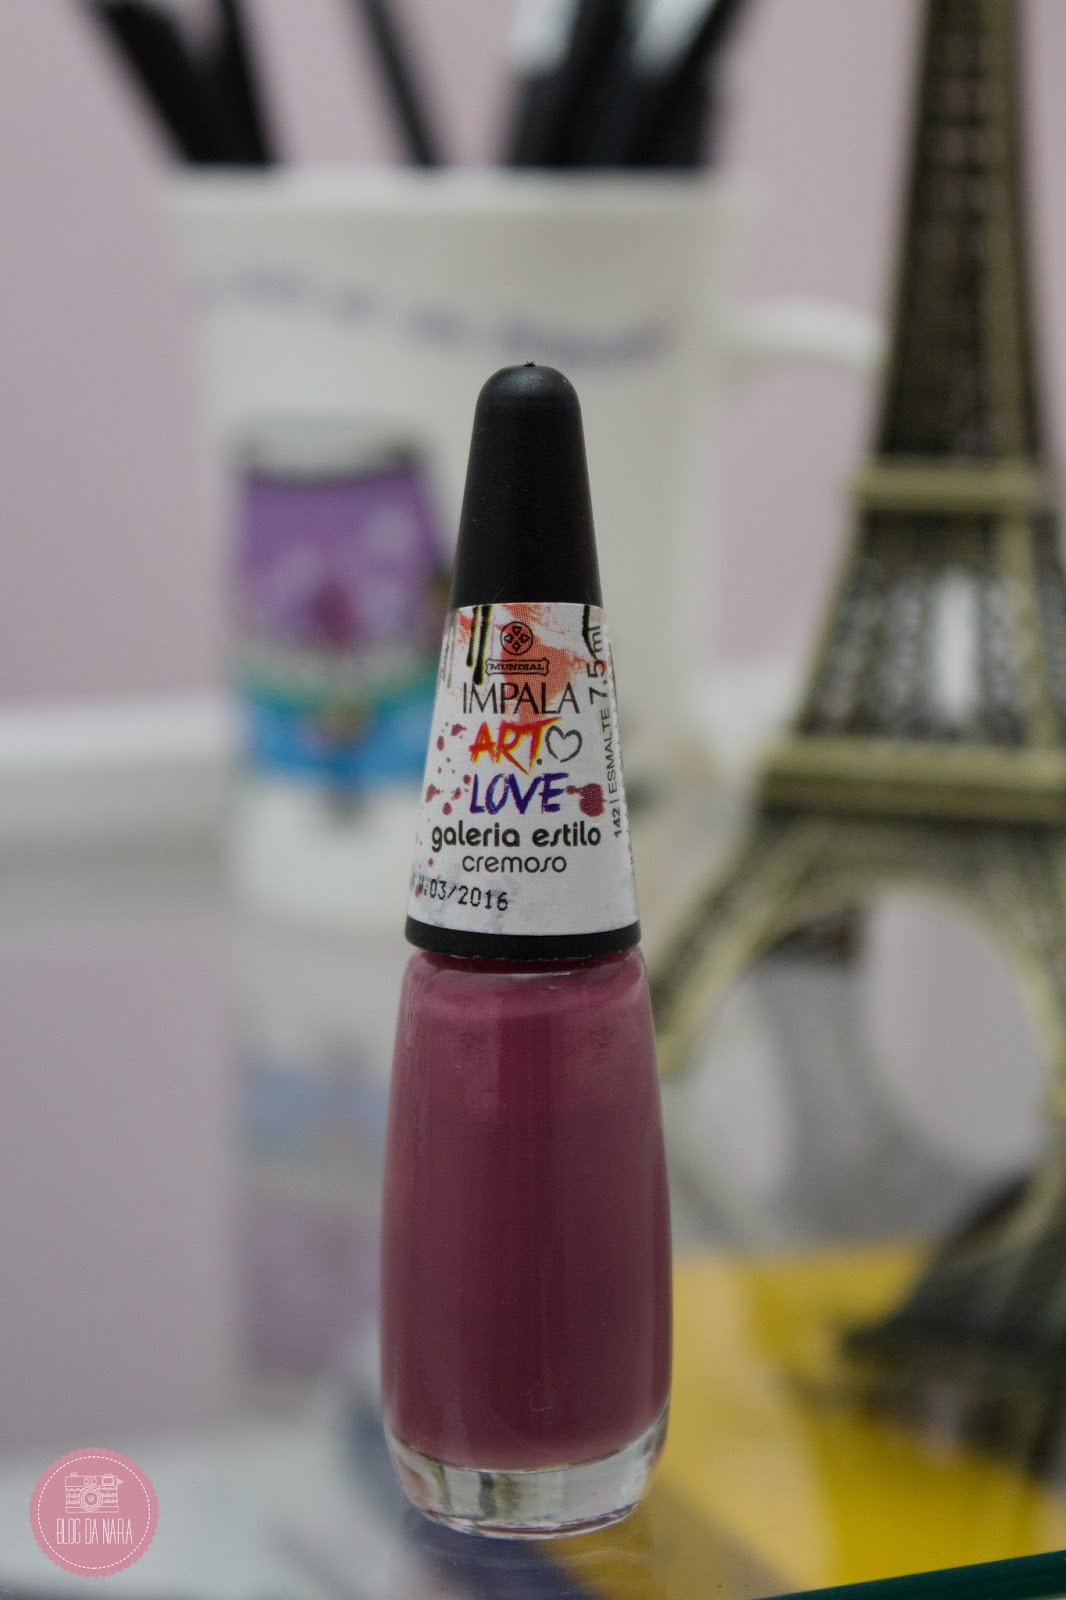 MUNDIAL
IMPALA
ART.
LOVE
galeria estilo
cremoso
03/2016
142 | ESMALTE 7,5 ml
BLOG DA NARA